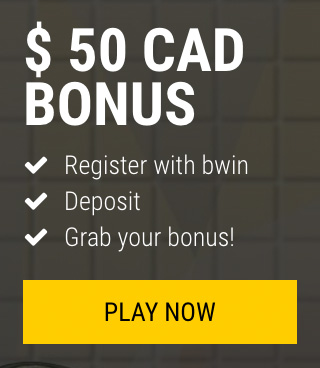 $ 50 CAD
BONUS
Register with bwin
Deposit
Grab your bonus!
PLAY NOW